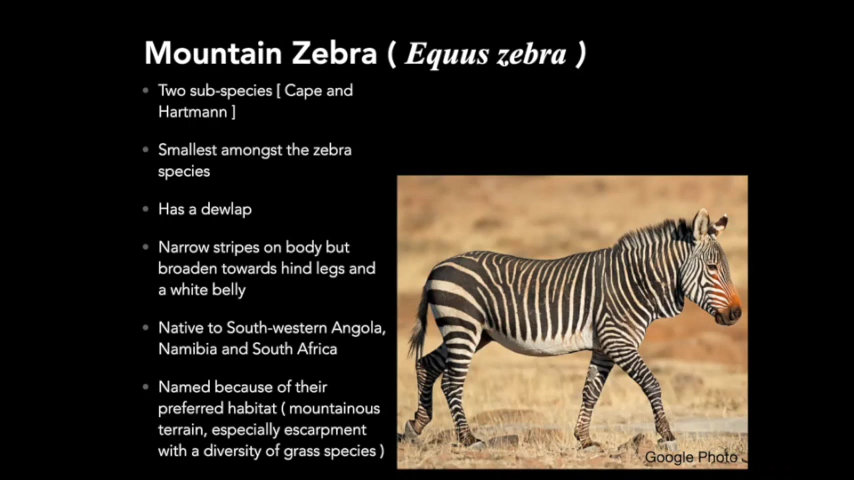 Mountain Zebra ( Equus zebra )
• Two sub-species [ Cape and
Hartmann ]
• Smallest amongst the zebra
species
• Has a dewlap
• Narrow stripes on body but
broaden towards hind legs and
a white belly
• Native to South-western Angola,
Namibia and South Africa
• Named because of their
preferred habitat ( mountainous
terrain, especially escarpment
with a diversity of grass species )
Google Photo